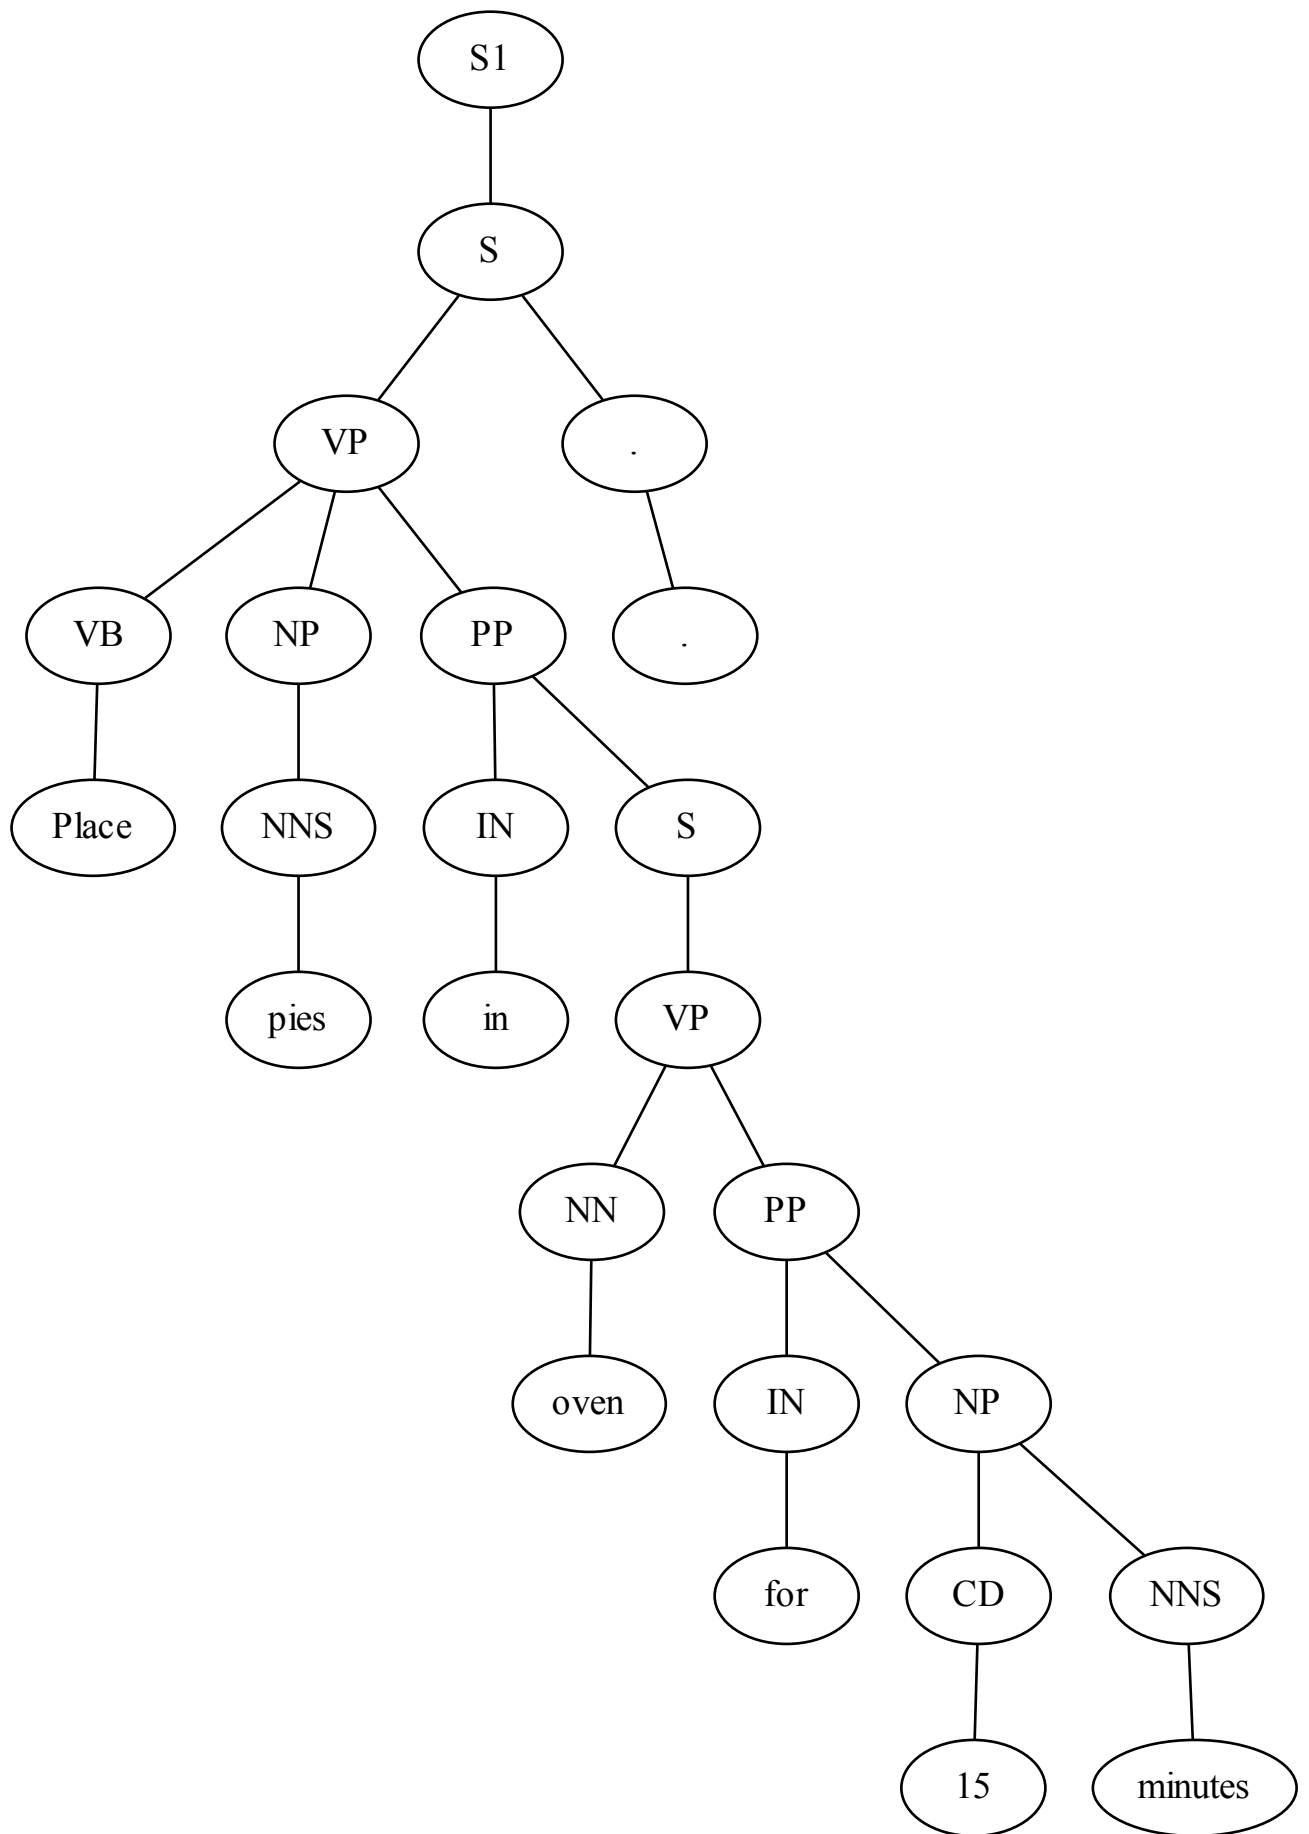 S1
S
VP .
VB NP PP .
Place NNS IN S
pies in VP
NN PP
oven IN NP
for CD NNS
15 minutes